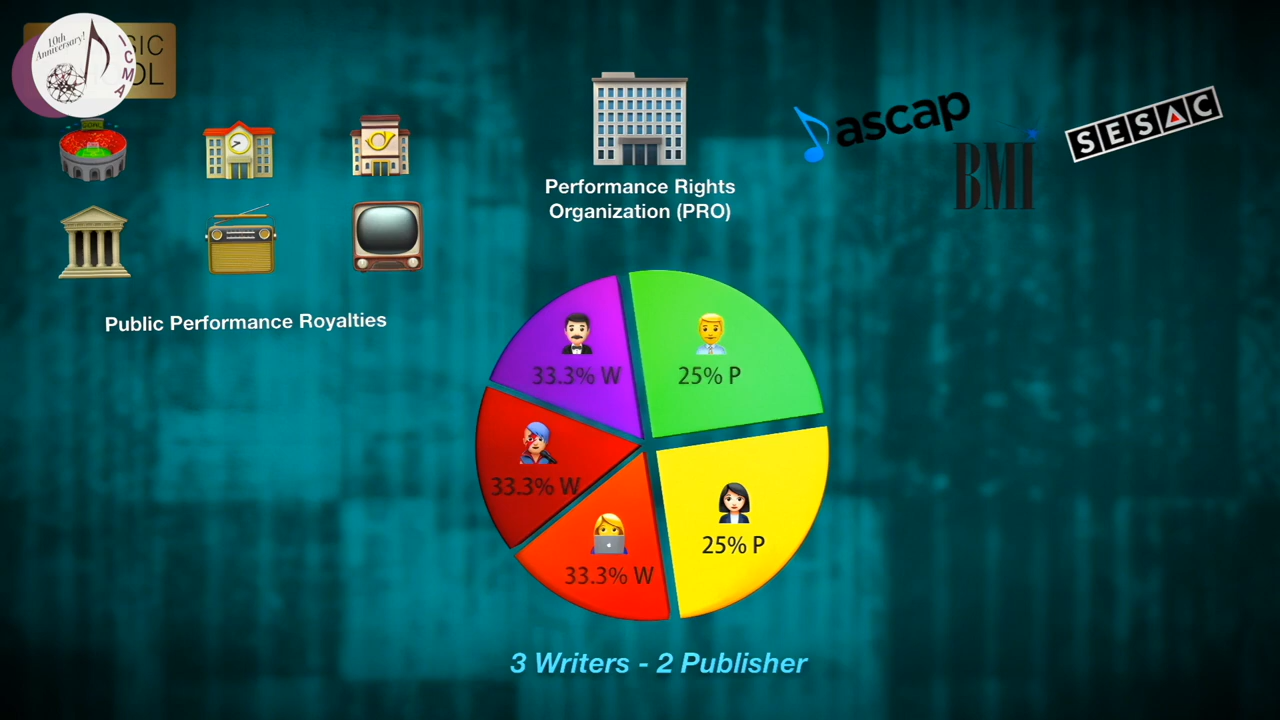 10th
Anniversary!
ICMA
Performance Rights
Organization (PRO)
ascap
BMI
SESAC
Public Performance Royalties
33.3% W
25% P
33.3% W
25% P
33.3% W
3 Writers - 2 Publisher